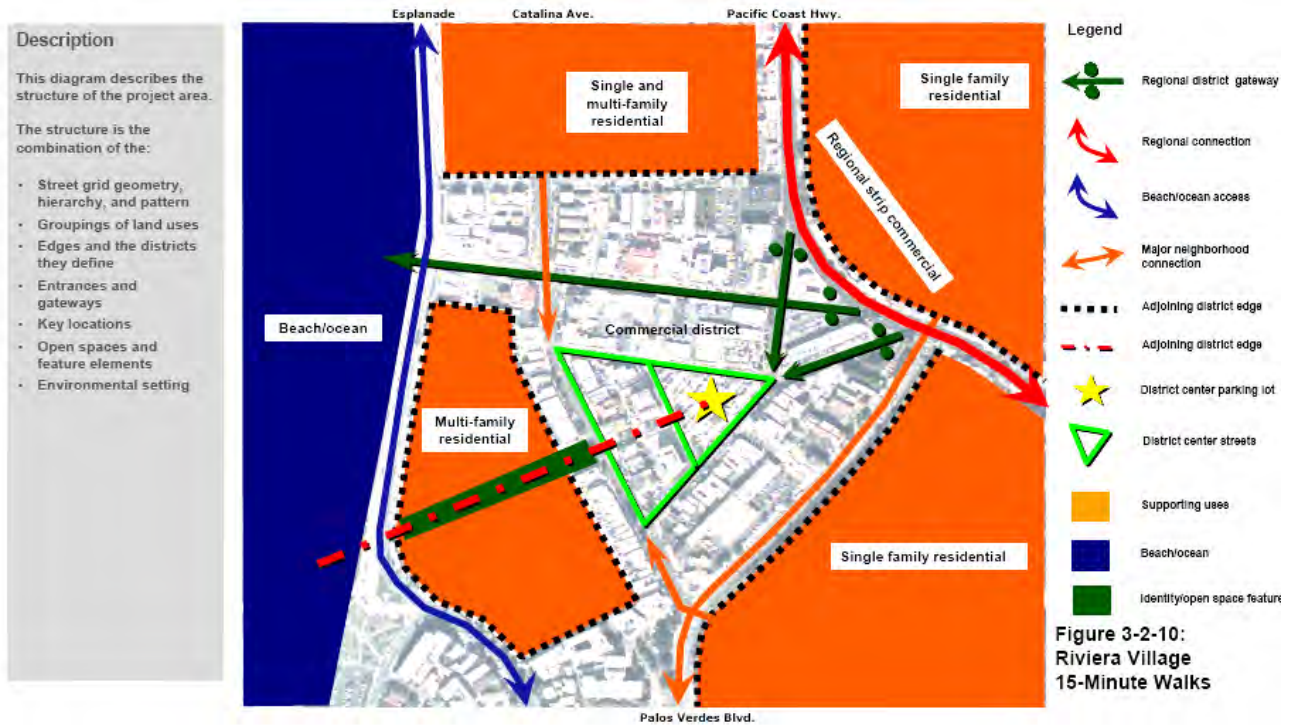 Esplanade
Catalina Ave.
Pacific Coast Hwy.
Description
This diagram describes the
structure of the project area.
The structure is the
combination of the:
• Street grid geometry,
hierarchy, and pattern
• Groupings of land uses
• Edges and the districts
they define
• Entrances and
gateways
• Key locations
• Open spaces and
feature elements
• Environmental setting
Single and
multi-family
residential
Single family
residential
Regional strip commercial
Beach/ocean
Commercial district
Multi-family
residential
Single family residential
Palos Verdes Blvd.
Legend
Regional district gateway
Regional connection
Beach/ocean access
Major neighborhood
connection
Adjoining district edge
Adjoining district edge
District center parking lot
District center streets
Supporting uses
Beach/ocean
Identity/open space feature
Figure 3-2-10:
Riviera Village
15-Minute Walks